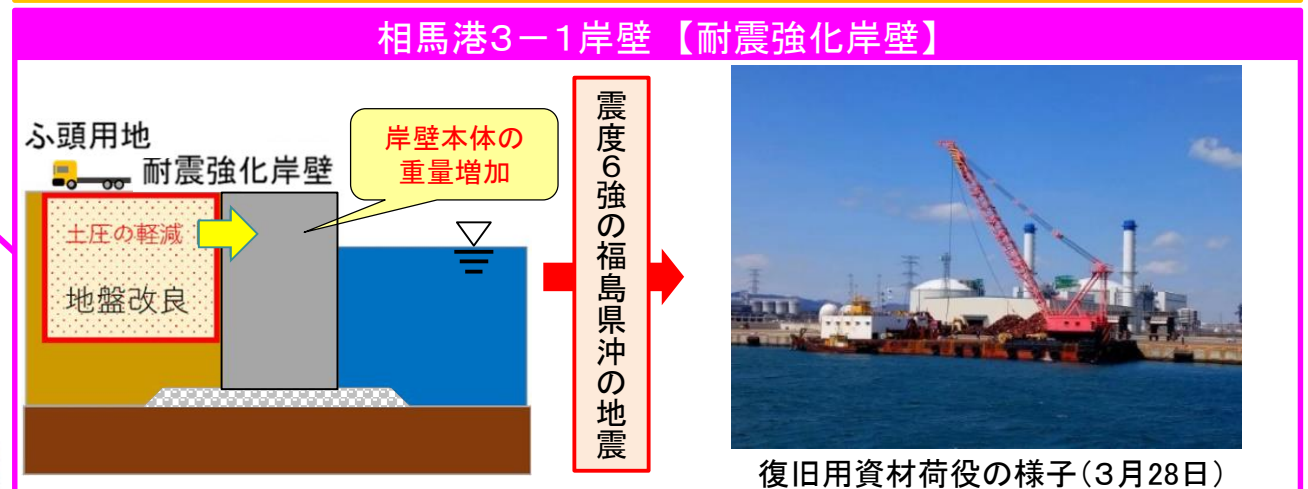 相馬港3－1岸壁 【耐震強化岸壁】
ふ頭用地
耐震強化岸壁
岸壁本体の
重量増加
土圧の軽減
地盤改良
震度6強の福島県沖の地震
復旧用資材荷役の様子(3月28日)